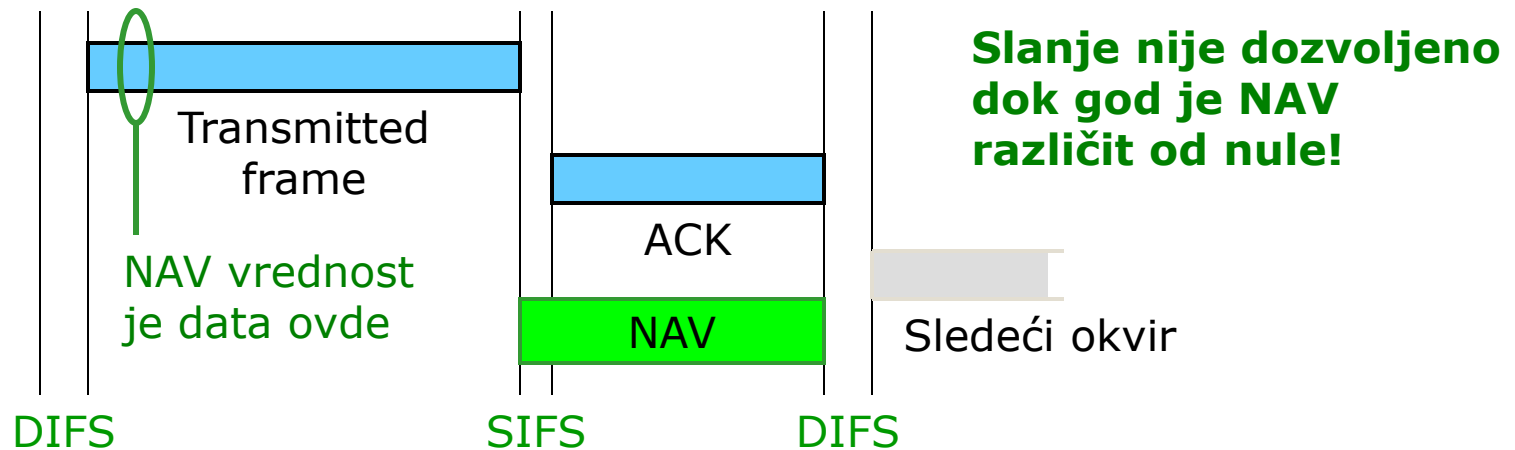 Slanje nije dozvoljeno
dok god je NAV
različit od nule!
Transmitted
frame
ACK
NAV vrednost
je data ovde
NAV
Sledeći okvir
DIFS
SIFS
DIFS